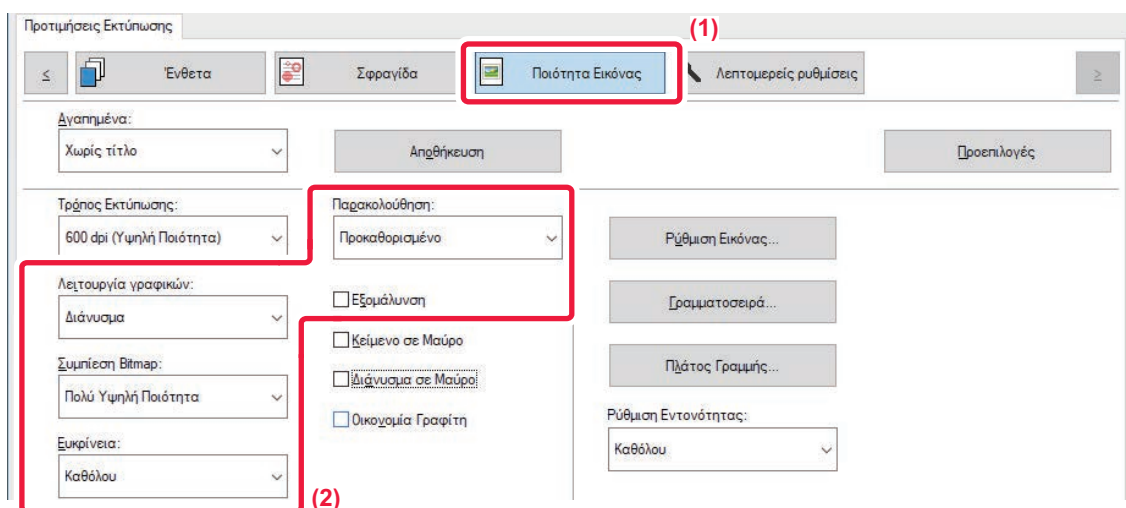 Προτιμήσεις Εκτύπωσης
(1)
≤ Ένθετα Σφραγίδα Ποιότητα Εικόνας Λεπτομερείς ρυθμίσεις ≥
Αγαπημένα:
Χωρίς τίτλο Αποθήκευση Προεπιλογές
Τρόπος Εκτύπωσης: Παρακολούθηση:
600 dpi (Υψηλή Ποιότητα) Προκαθορισμένο Ρύθμιση Εικόνας...
Λειτουργία γραφικών: Εξομάλυνση Γραμματοσειρά...
Διάνυσμα
Κείμενο σε Μαύρο
Συμπίεση Bitmap: Διάνυσμα σε Μαύρο Πλάτος Γραμμής...
Πολύ Υψηλή Ποιότητα
Οικονομία Γραφίτη Ρύθμιση Εντονότητας:
Ευκρίνεια:
Καθόλου Καθόλου
(2)